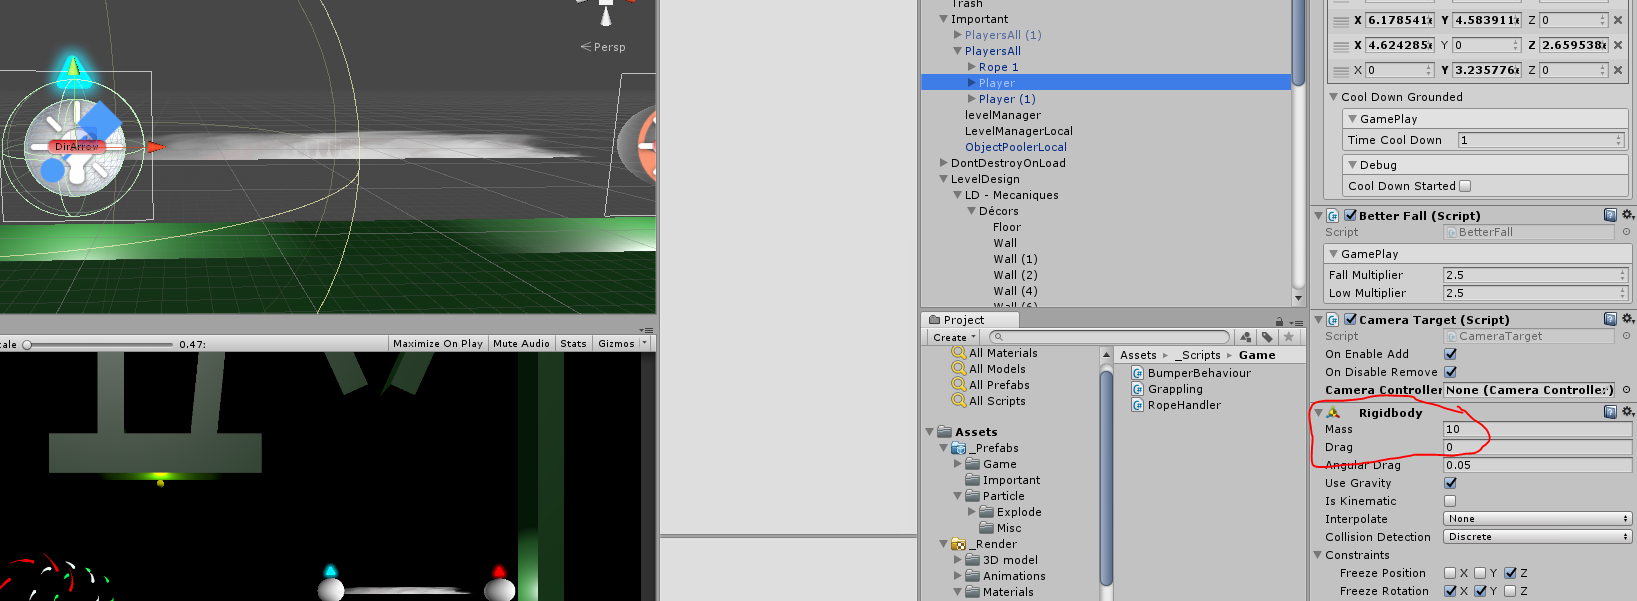 Persp
DirArrow
cale
0.47:
Maximize On Play
Mute Audio
Stats
Gizmos
Trash
Important
PlayersAll (1)
PlayersAll
Rope 1
Player
Player (1)
levelManager
LevelManagerLocal
ObjectPoolerLocal
DontDestroyOnLoad
LevelDesign
LD - Mecaniques
Décors
Floor
Wall
Wall (1)
Wall (2)
Wall (4)
Project
Create
All Materials
All Models
All Prefabs
All Scripts
Assets
_Prefabs
Game
Important
Particle
Explode
Misc
_Render
3D model
Animations
Materials
Assets
_Scripts
Game
BumperBehaviour
Grappling
RopeHandler
X 6.178541 Y 4.583911 Z 0
X 4.624285 Y 0 Z 2.659538
X 0 Y 3.235776 Z 0
Cool Down Grounded
GamePlay
Time Cool Down 1
Debug
Cool Down Started
Better Fall (Script)
Script BetterFall
GamePlay
Fall Multiplier 2.5
Low Multiplier 2.5
Camera Target (Script)
Script CameraTarget
On Enable Add
On Disable Remove
Camera Controller None (Camera Controller)
Rigidbody
Mass 10
Drag 0
Angular Drag 0.05
Use Gravity
Is Kinematic
Interpolate None
Collision Detection Discrete
Constraints
Freeze Position X Y Z
Freeze Rotation X Y Z